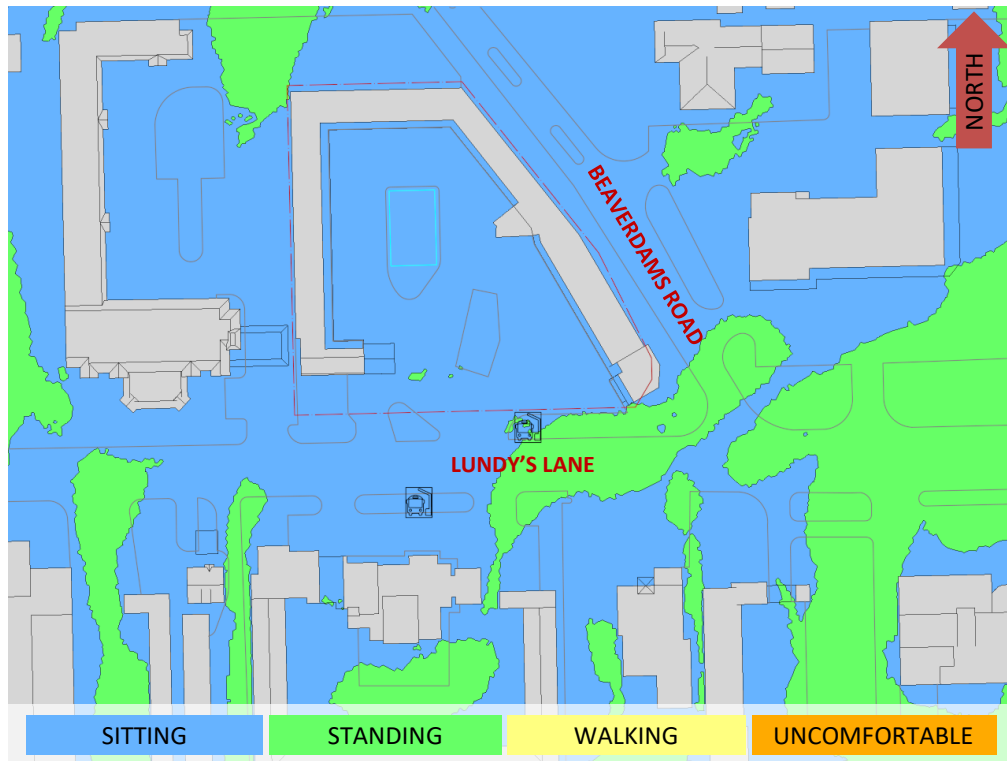 NORTH
BEAVERDAMS ROAD
LUNDY'S LANE
SITTING
STANDING
WALKING
UNCOMFORTABLE